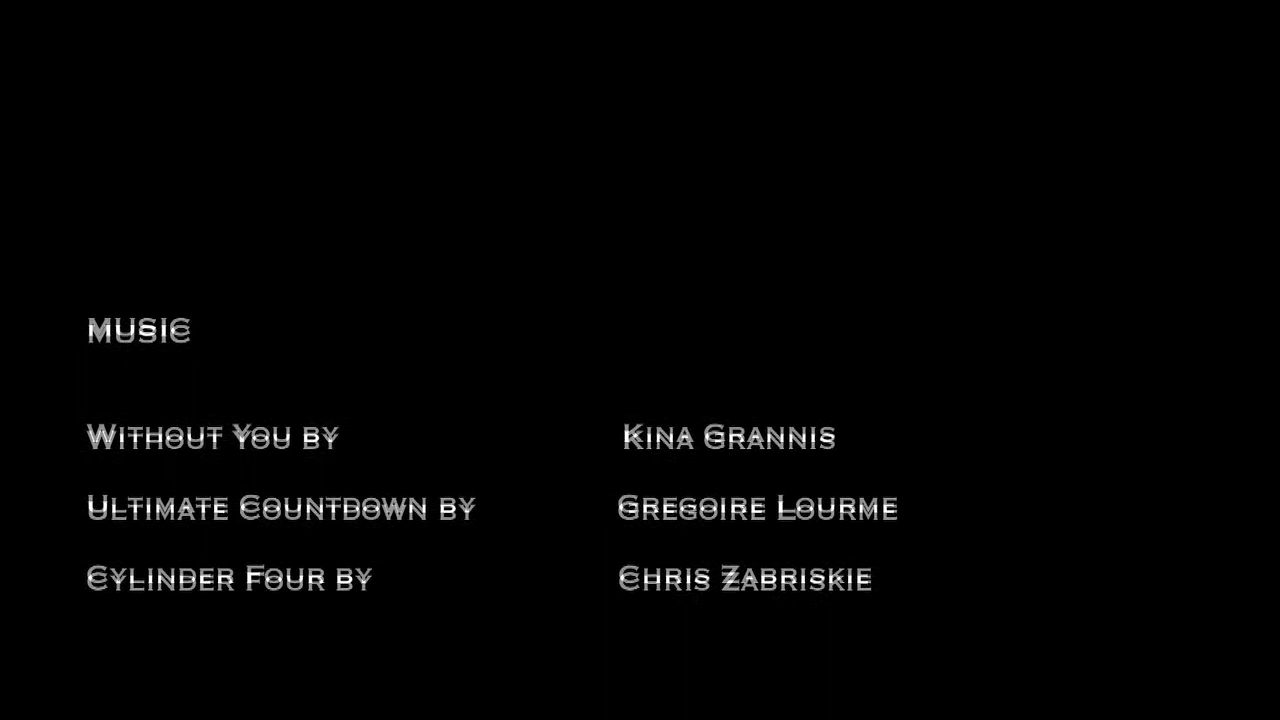 MUSIC
Without You by Kina Grannis
Ultimate Countdown by Gregoire Lourme
Cylinder Four by Chris Zabriskie